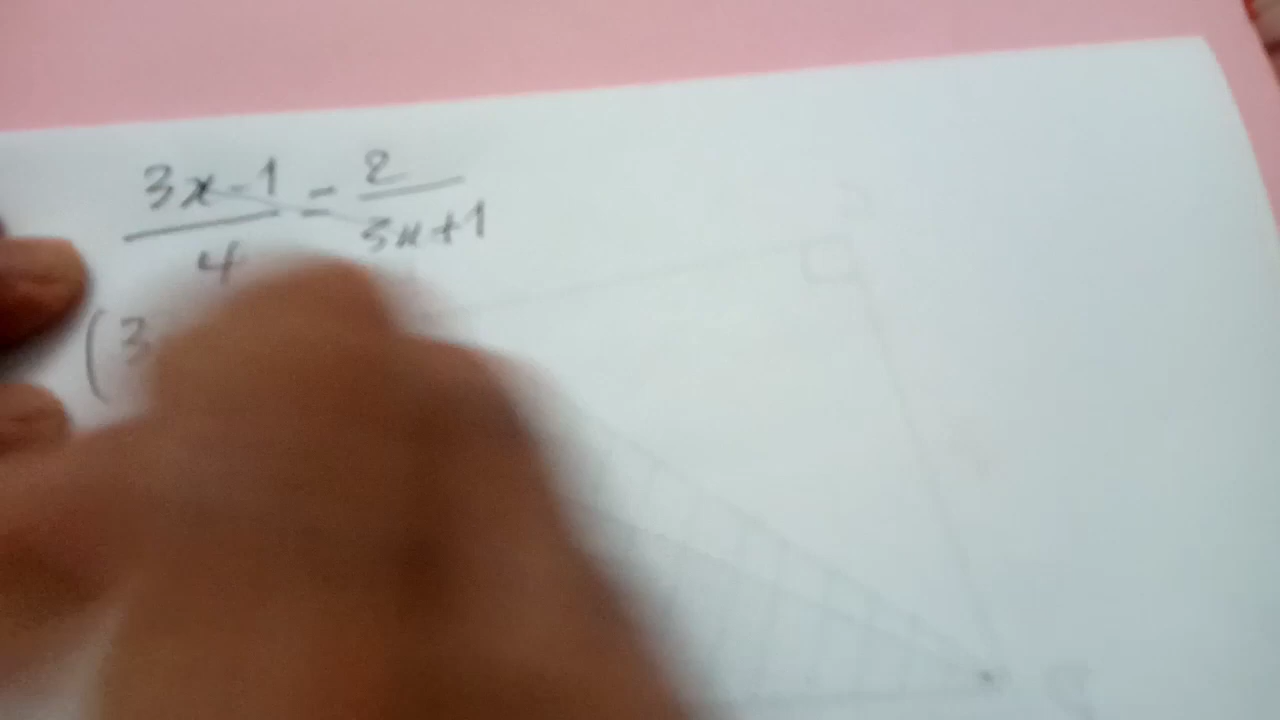 3x-1/4 = 2/3x+1
(3